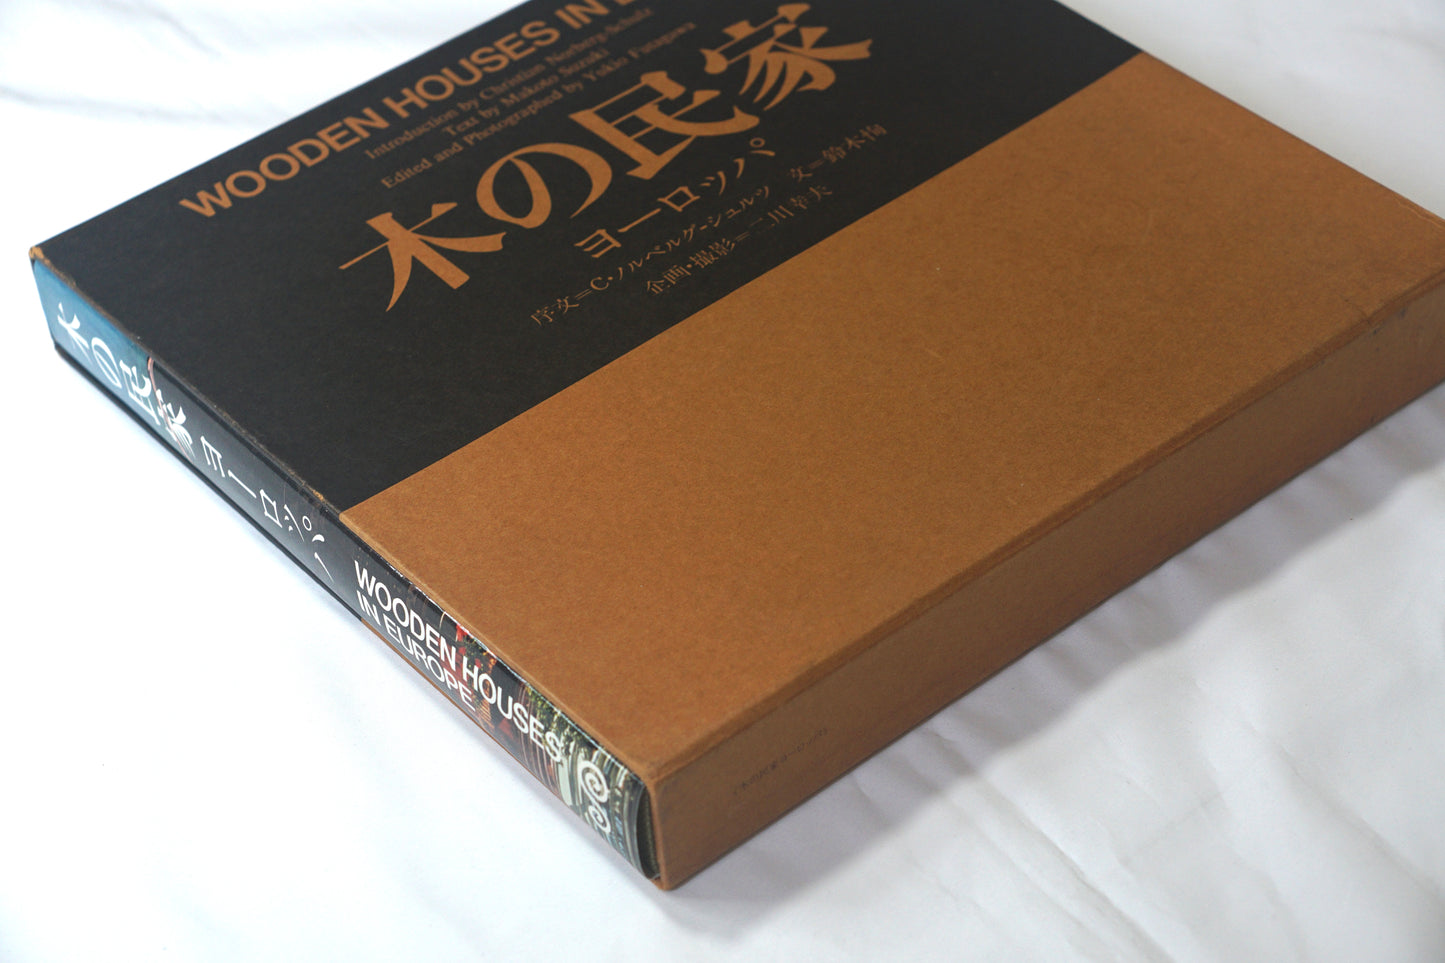 WOODEN HOUSES IN E
Introduction by Christian Norberg-Schulz
Text by Makoto Suzuki
Edited and Photographed by Yukio Futagawa
木の民家
ヨーロッパ
序文=C・ノルベルグ-シュルツ 文=鈴木恂
企画・撮影=二川幸夫
木の民家 ヨーロッパ
WOODEN HOUSES
IN EUROPE